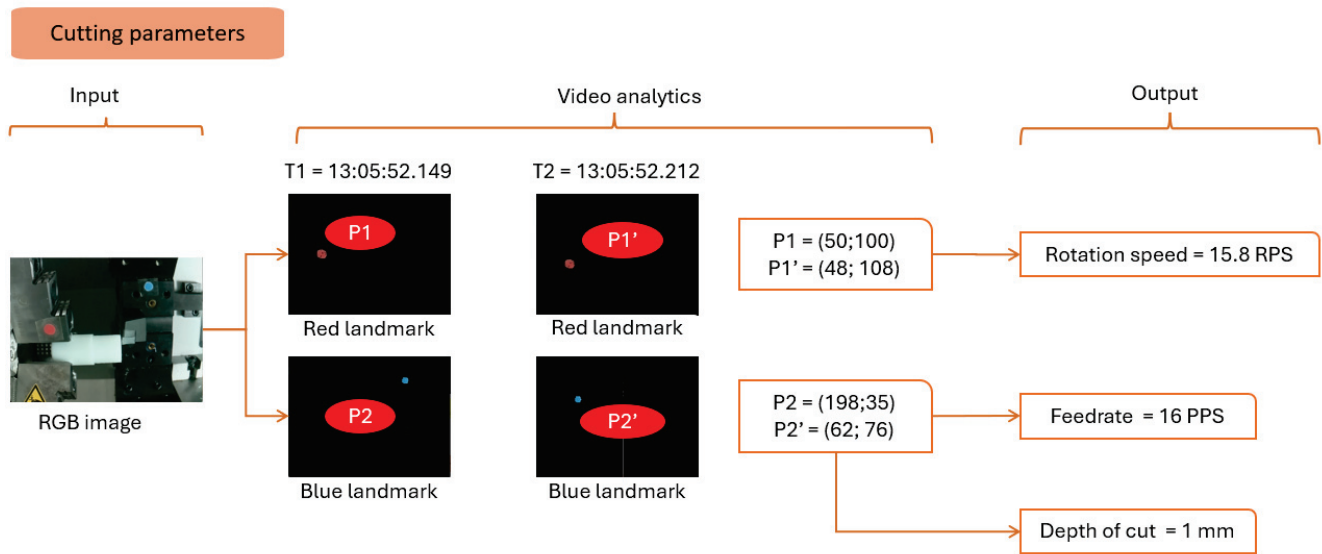 Cutting parameters
Input
Video analytics
Output
T1 = 13:05:52.149
T2 = 13:05:52.212
P1
P1’
P1 = (50;100)
P1’ = (48; 108)
Rotation speed = 15.8 RPS
Red landmark
Red landmark
RGB image
P2
P2’
P2 = (198;35)
P2’ = (62; 76)
Feedrate  = 16 PPS
Blue landmark
Blue landmark
Depth of cut = 1 mm